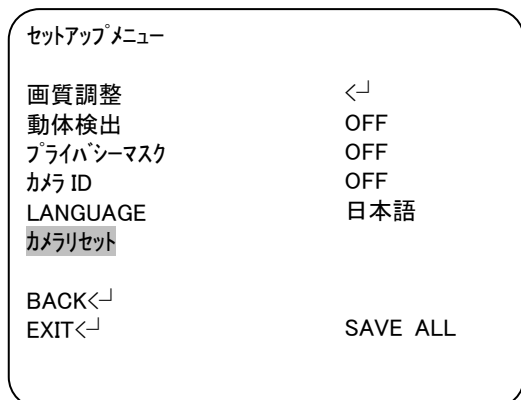 セットアップメニュー
画質調整 <┘
動体検出 OFF
プライバシーマスク OFF
カメラ ID OFF
LANGUAGE 日本語
カメラリセット
BACK<┘
EXIT<┘ SAVE ALL